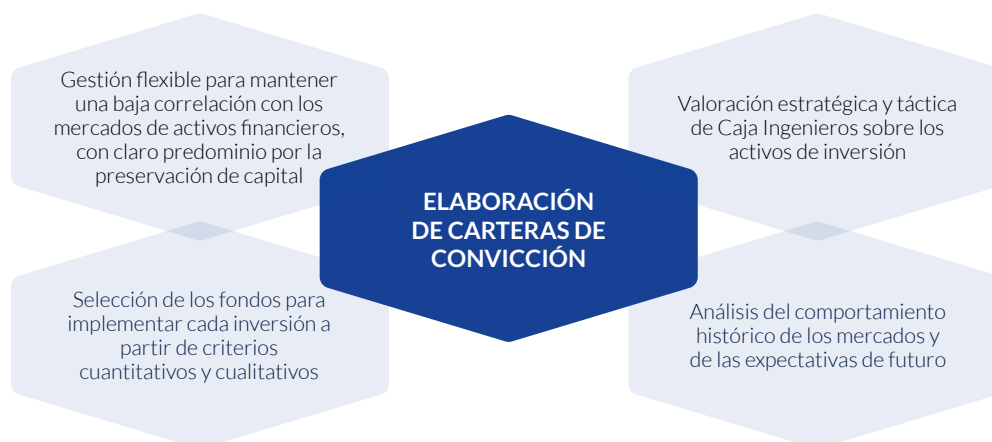 Gestión flexible para mantener
una baja correlación con los
mercados de activos financieros,
con claro predominio por la
preservación de capital
Valoración estratégica y táctica
de Caja Ingenieros sobre los
activos de inversión
ELABORACIÓN
DE CARTERAS DE
CONVICCIÓN
Selección de los fondos para
implementar cada inversión a
partir de criterios
cuantitativos y cualitativos
Análisis del comportamiento
histórico de los mercados y
de las expectativas de futuro